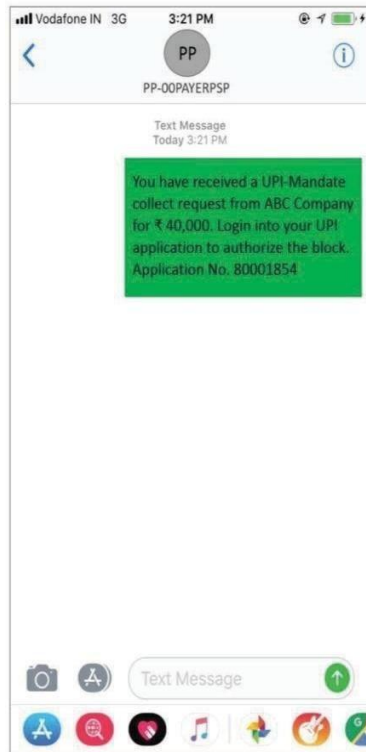 Vodafone IN 3G 3:21 PM
PP
PP-OOPAYERPSP
Text Message
Today 3:21 PM
You have received a UPI-Mandate
collect request from ABC Company
for ₹ 40,000. Login into your UPI
application to authorize the block.
Application No. 80001854
Text Message